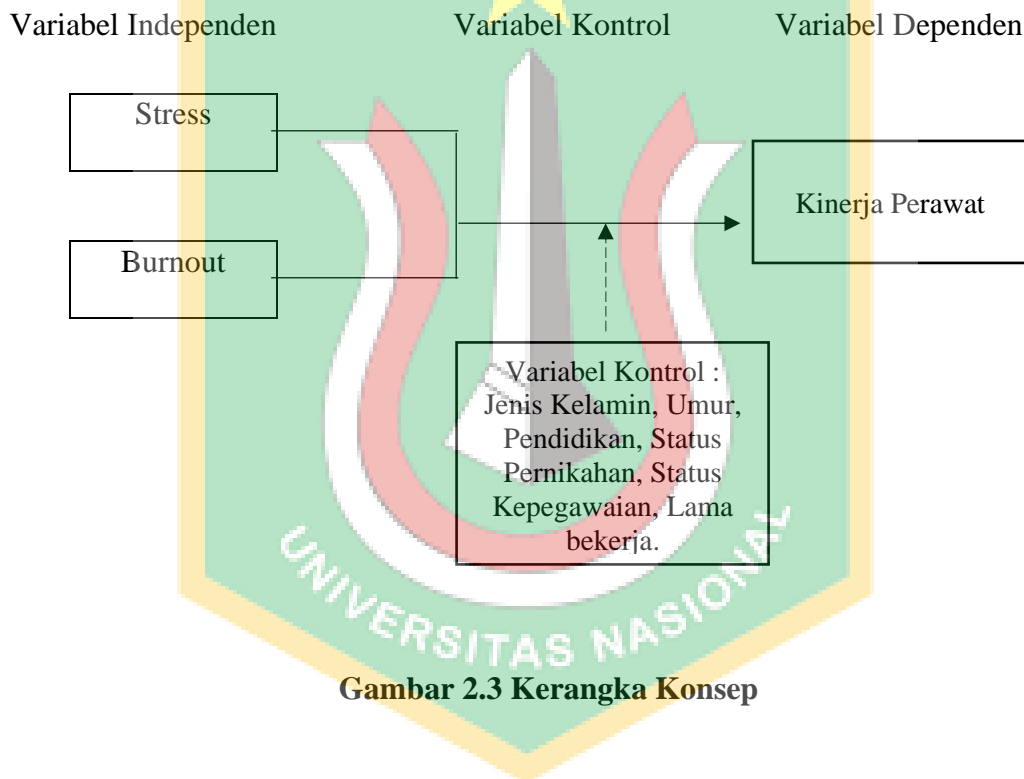 Variabel Independen Variabel Kontrol Variabel Dependen
Stress
Burnout
Kinerja Perawat
Variabel Kontrol :
Jenis Kelamin, Umur,
Pendidikan, Status
Pernikahan, Status
Kepegawaian, Lama
bekerja.
UNIVERSITAS NASIONAL
Gambar 2.3 Kerangka Konsep